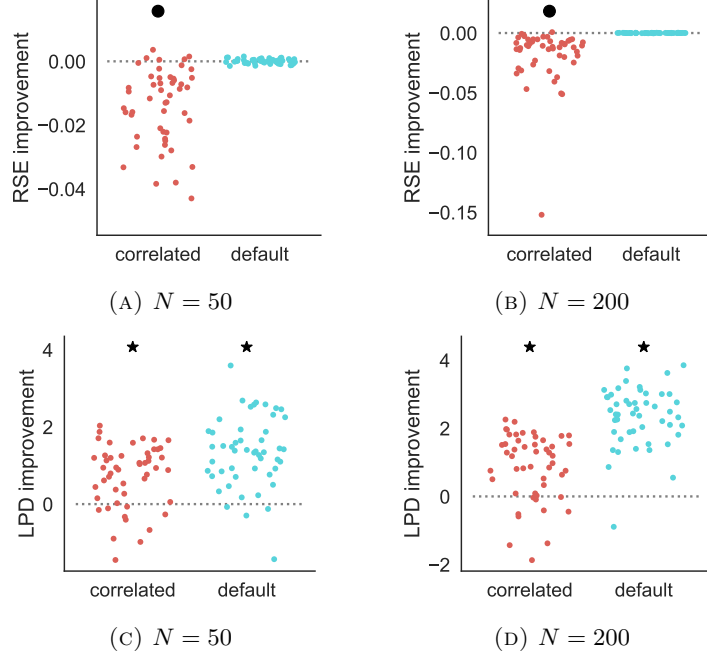 RSE improvement
0.00
−0.02
−0.04
correlated
default
(A) N = 50
RSE improvement
0.00
−0.05
−0.10
−0.15
correlated
default
(B) N = 200
LPD improvement
4
2
0
correlated
default
(C) N = 50
LPD improvement
4
2
0
−2
correlated
default
(D) N = 200